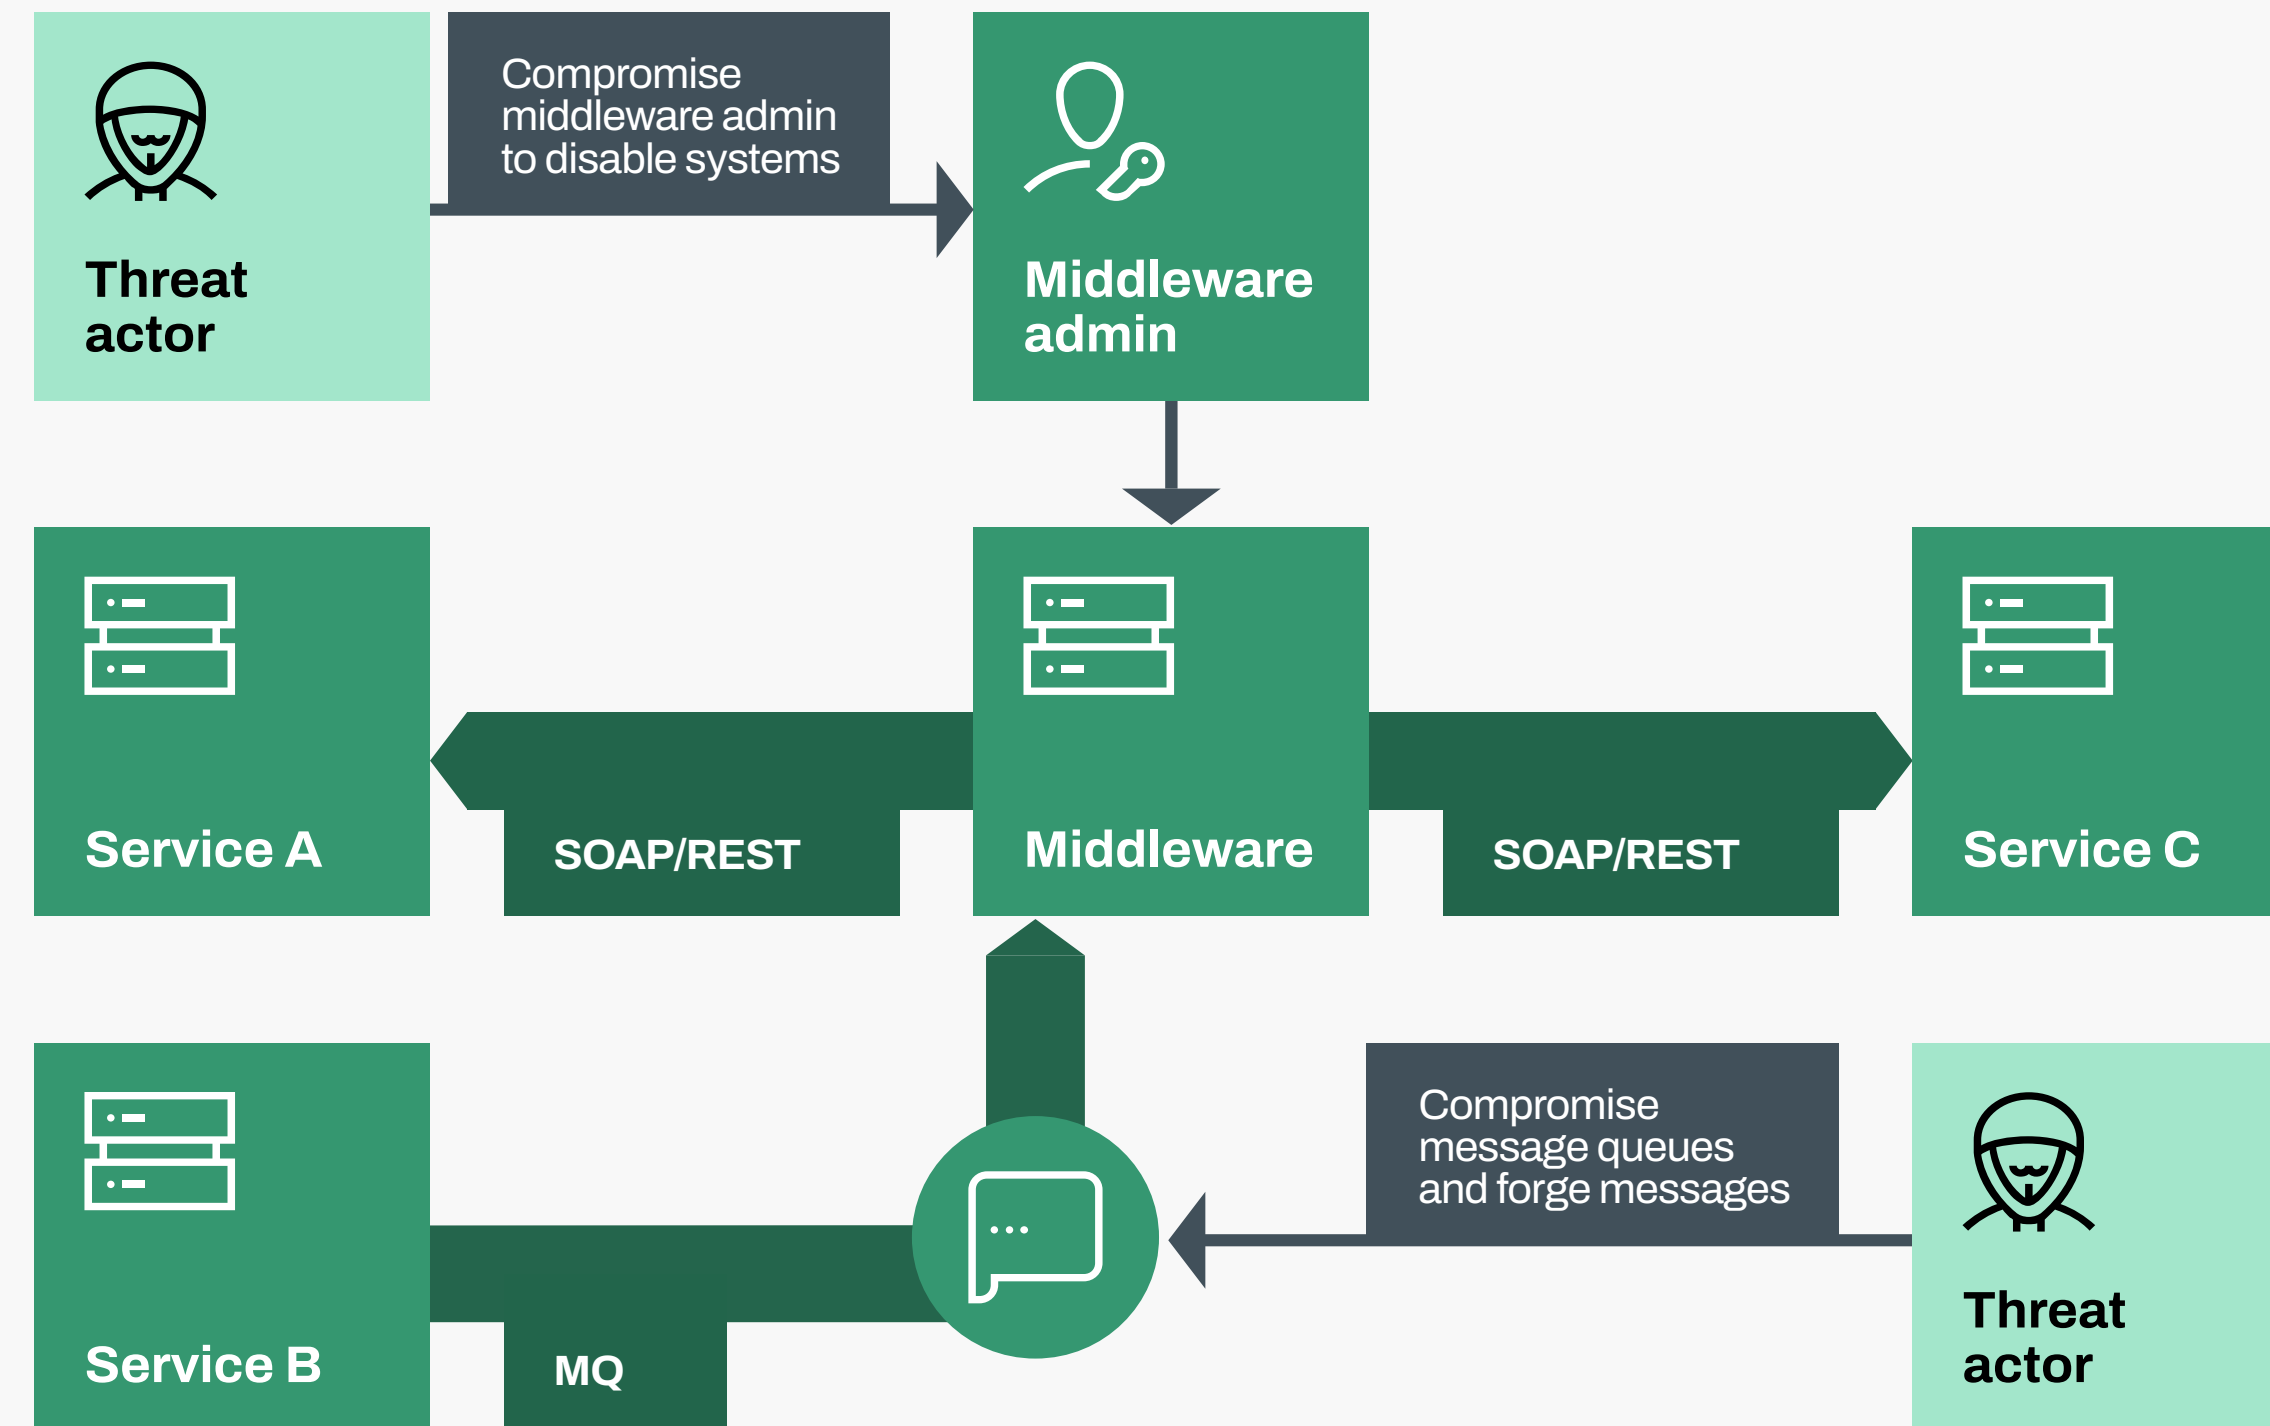 Threat
actor
Compromise
middleware admin
to disable systems
Middleware
admin
Service A
SOAP/REST
Middleware
SOAP/REST
Service C
Service B
MQ
Compromise
message queues
and forge messages
Threat
actor